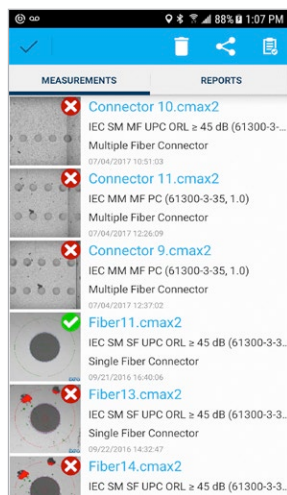 88% 1:07 PM
MEASUREMENTS
REPORTS
Connector 10.cmax2
IEC SM MF UPC ORL ≥ 45 dB (61300-3-...
Multiple Fiber Connector
07/04/2017 10:51:03
Connector 11.cmax2
IEC MM MF PC (61300-3-35, 1.0)
Multiple Fiber Connector
07/04/2017 12:26:09
Connector 9.cmax2
IEC MM MF PC (61300-3-35, 1.0)
Multiple Fiber Connector
07/04/2017 12:37:02
Fiber11.cmax2
IEC SM SF UPC ORL ≥ 45 dB (61300-3-3...
Single Fiber Connector
09/21/2016 16:40:06
Fiber13.cmax2
IEC SM SF UPC ORL ≥ 45 dB (61300-3-3...
Single Fiber Connector
09/22/2016 14:32:47
Fiber14.cmax2
IEC SM SF UPC ORL ≥ 45 dB (61300-3-3...